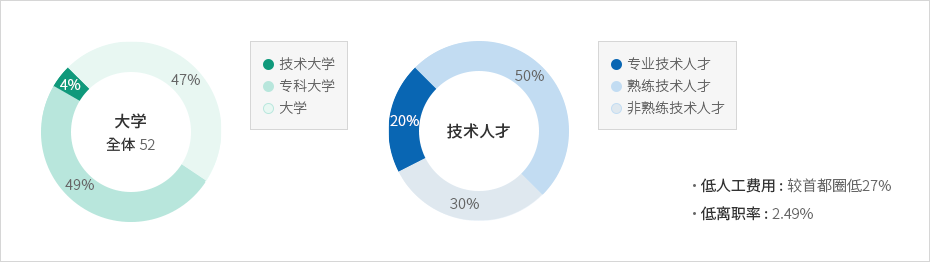 47%
4%
49%
大学
全体 52
技术大学
专科大学
大学
50%
20%
30%
技术人才
专业技术人才
熟练技术人才
非熟练技术人才
· 低人工费用 : 较首都圈低27%
· 低离职率 : 2.49%